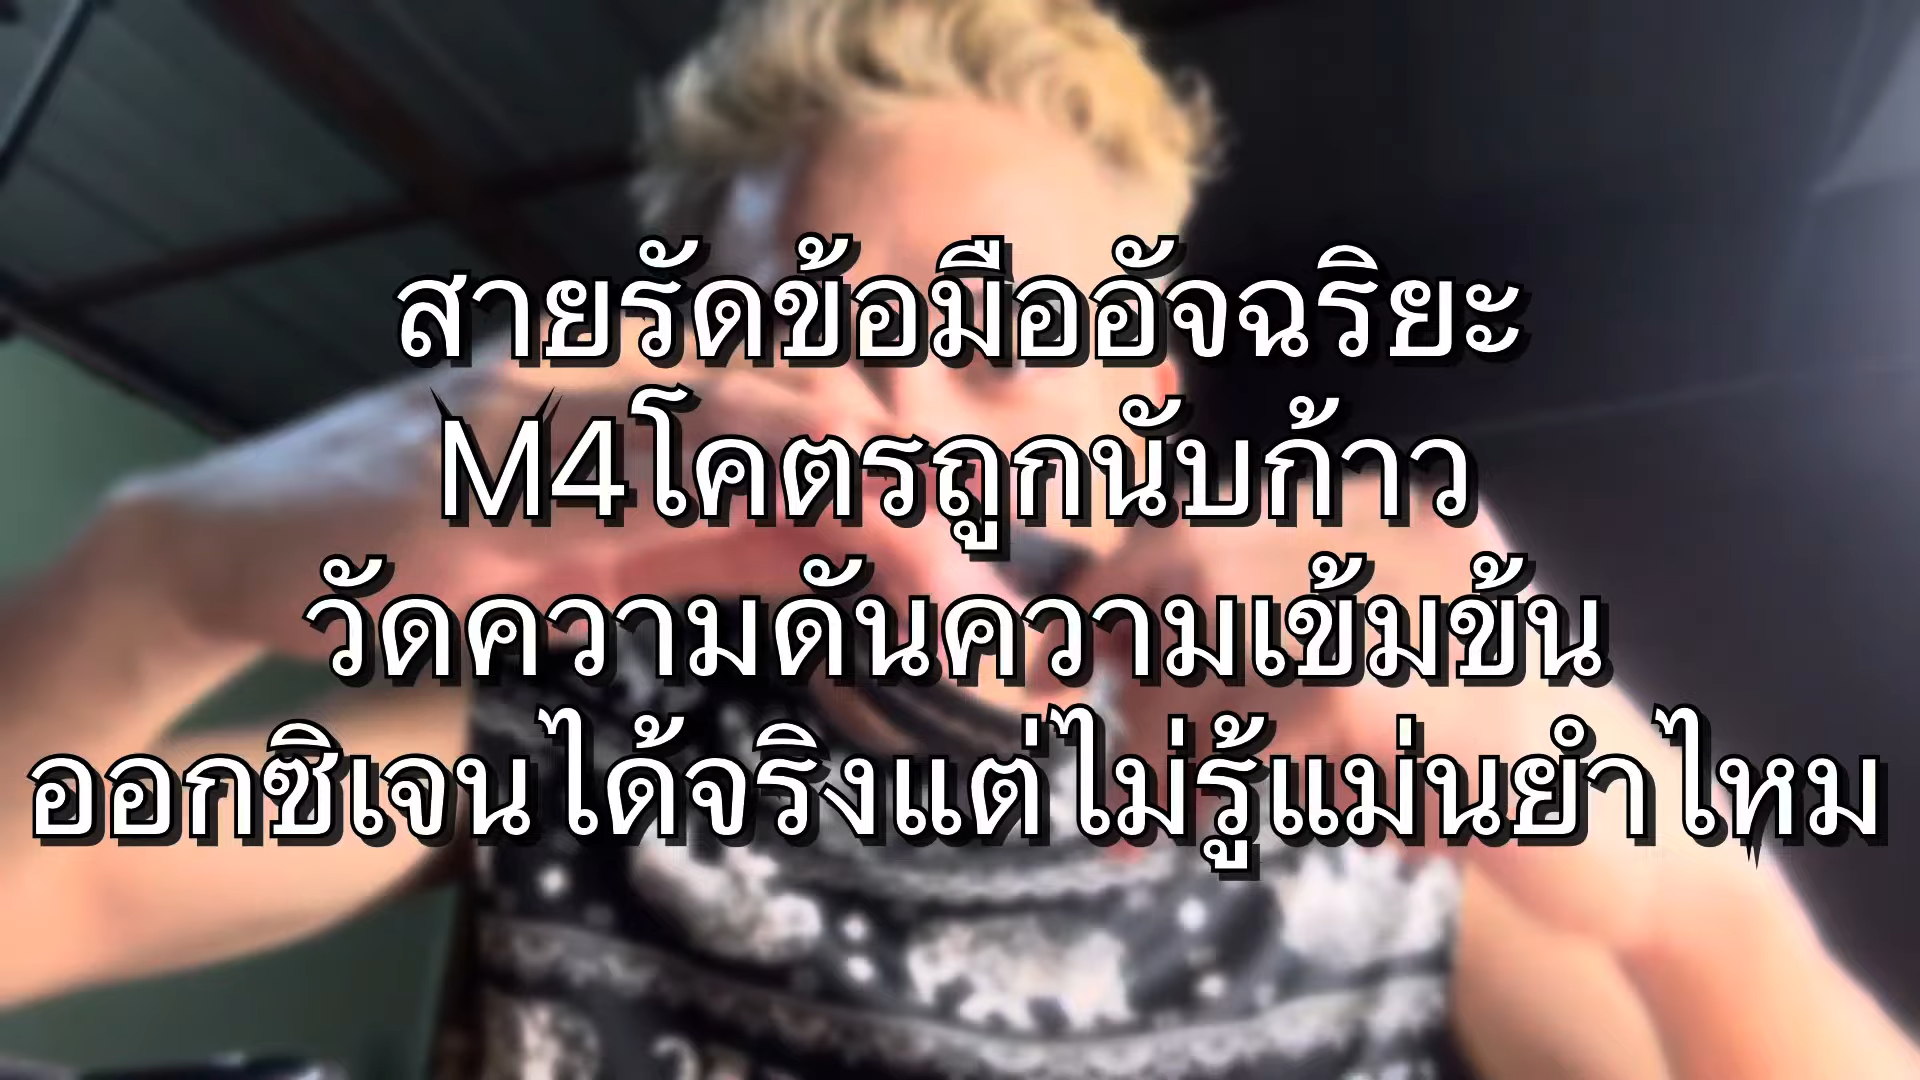 สายรัดข้อมืออัจฉริยะ
M4โคตรถูกนับก้าว
วัดความดันความเข้มข้น
ออกซิเจนได้จริงแต่ไม่รู้แม่นยำไหม